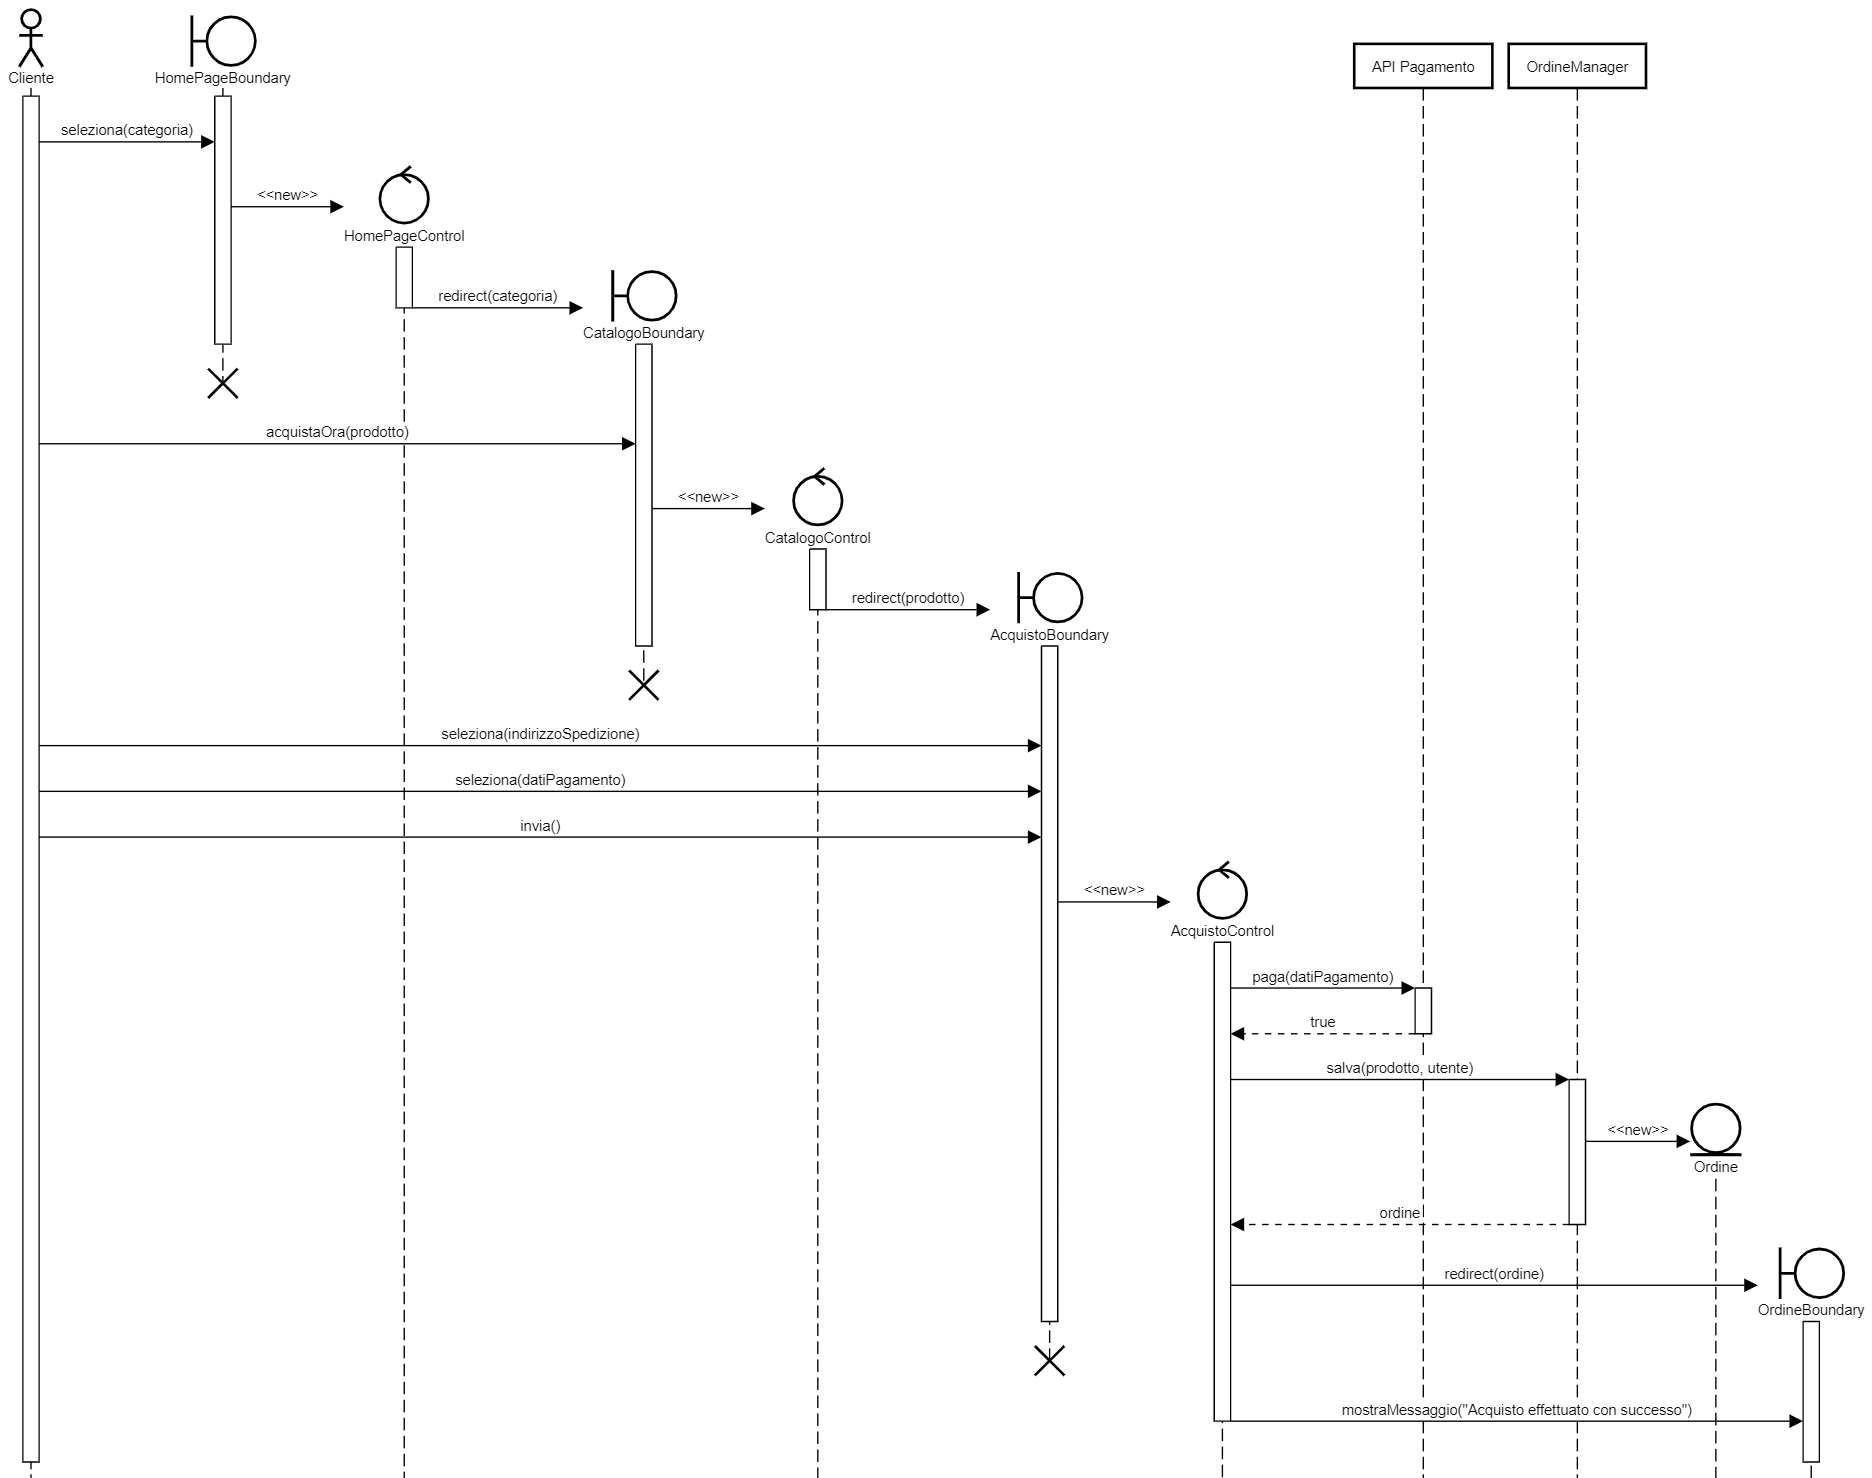 Cliente
HomePageBoundary
API Pagamento
OrdineManager
seleziona(categoria)
<<new>>
HomePageControl
redirect(categoria)
CatalogoBoundary
acquistaOra(prodotto)
<<new>>
CatalogoControl
redirect(prodotto)
AcquistoBoundary
seleziona(indirizzoSpedizione)
seleziona(datiPagamento)
invia()
<<new>>
AcquistoControl
paga(datiPagamento)
true
salva(prodotto, utente)
<<new>>
Ordine
ordine
redirect(ordine)
OrdineBoundary
mostraMessaggio("Acquisto effettuato con successo")